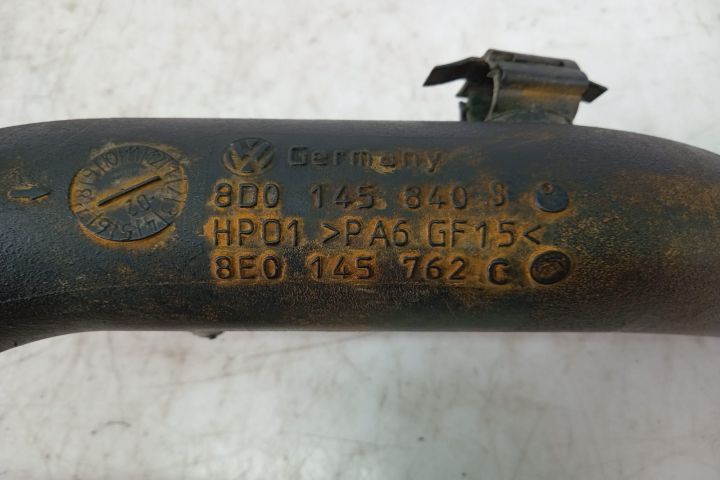 VW Germany
8D0 145 840 S
HP01 >PA6 GF15<
8E0 145 762 C